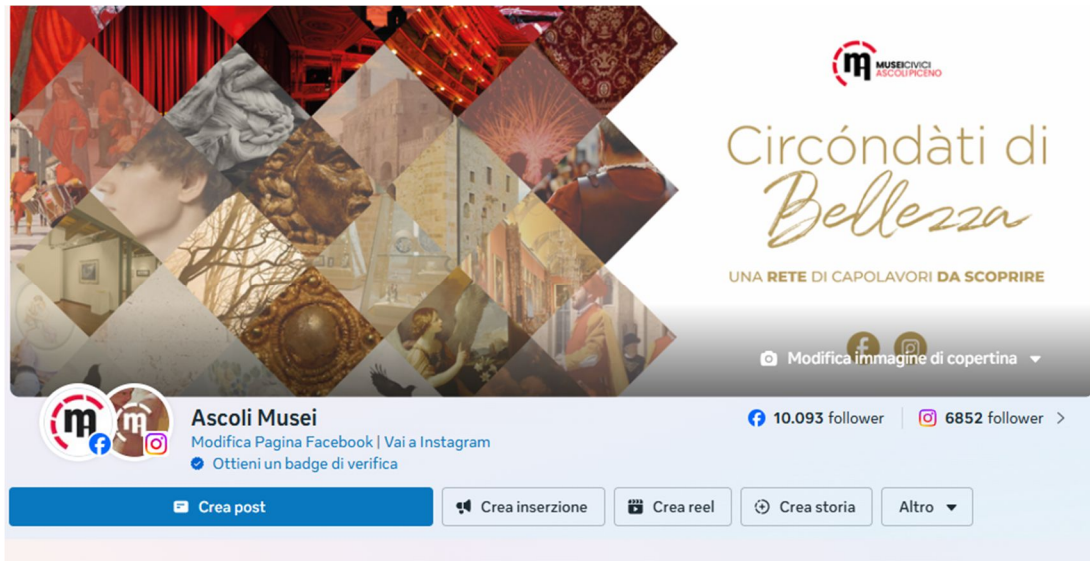 MUSEICIVICI
ASCOLIPICENO
Circóndàti di
Bellezza
UNA RETE DI CAPOLAVORI DA SCOPRIRE
Modifica immagine di copertina
Ascoli Musei
10.093 follower
6852 follower
Modifica Pagina Facebook | Vai a Instagram
Ottieni un badge di verifica
Crea post
Crea inserzione
Crea reel
Crea storia
Altro